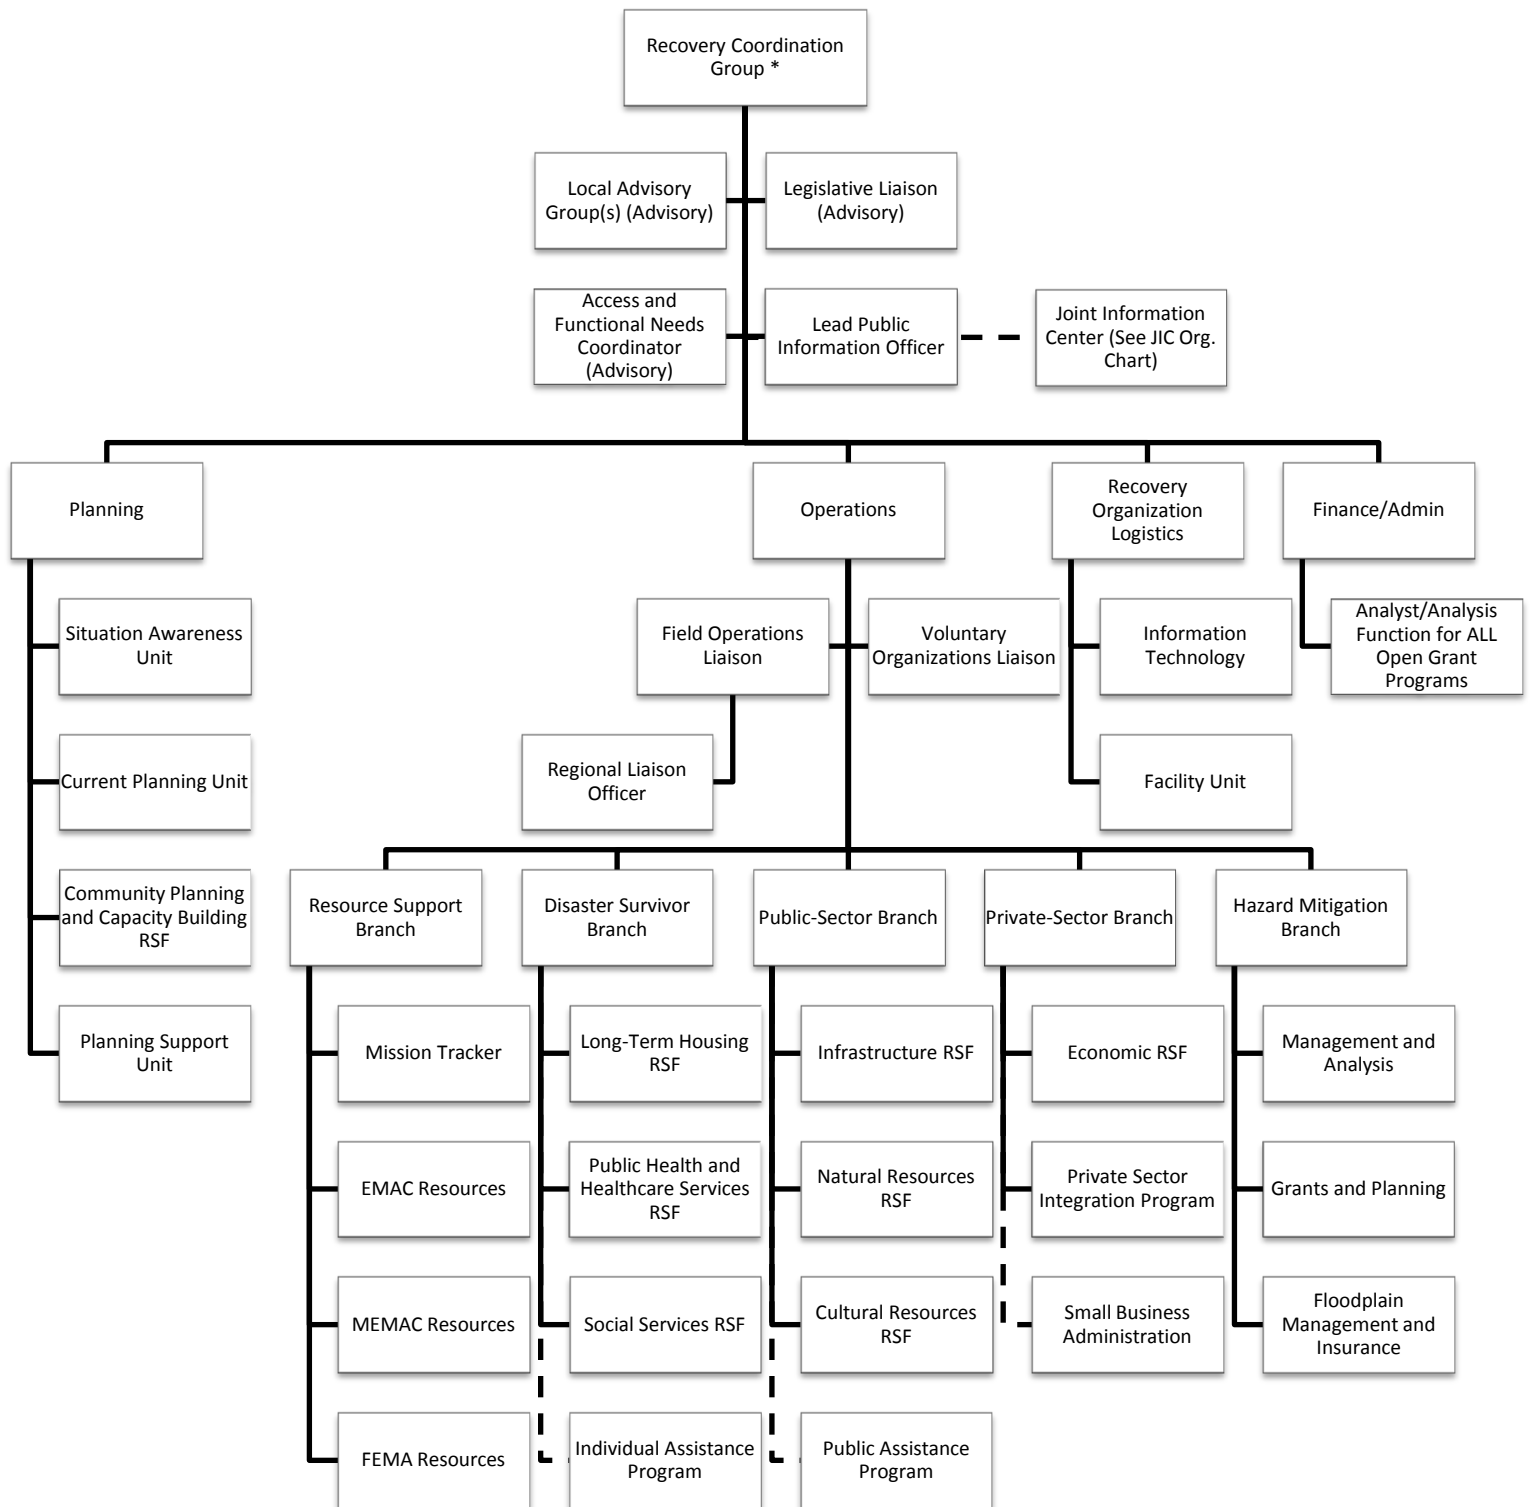 Recovery Coordination
Group *
Local Advisory
Group(s) (Advisory)
Legislative Liaison
(Advisory)
Access and
Functional Needs
Coordinator
(Advisory)
Lead Public
Information Officer
Joint Information
Center (See JIC Org.
Chart)
Planning
Operations
Recovery
Organization
Logistics
Finance/Admin
Situation Awareness
Unit
Field Operations
Liaison
Voluntary
Organizations Liaison
Information
Technology
Analyst/Analysis
Function for ALL
Open Grant
Programs
Current Planning Unit
Regional Liaison
Officer
Facility Unit
Community Planning
and Capacity Building
RSF
Resource Support
Branch
Disaster Survivor
Branch
Public-Sector Branch
Private-Sector Branch
Hazard Mitigation
Branch
Planning Support
Unit
Mission Tracker
Long-Term Housing
RSF
Infrastructure RSF
Economic RSF
Management and
Analysis
EMAC Resources
Public Health and
Healthcare Services
RSF
Natural Resources
RSF
Private Sector
Integration Program
Grants and Planning
MEMAC Resources
Social Services RSF
Cultural Resources
RSF
Small Business
Administration
Floodplain
Management and
Insurance
FEMA Resources
Individual Assistance
Program
Public Assistance
Program